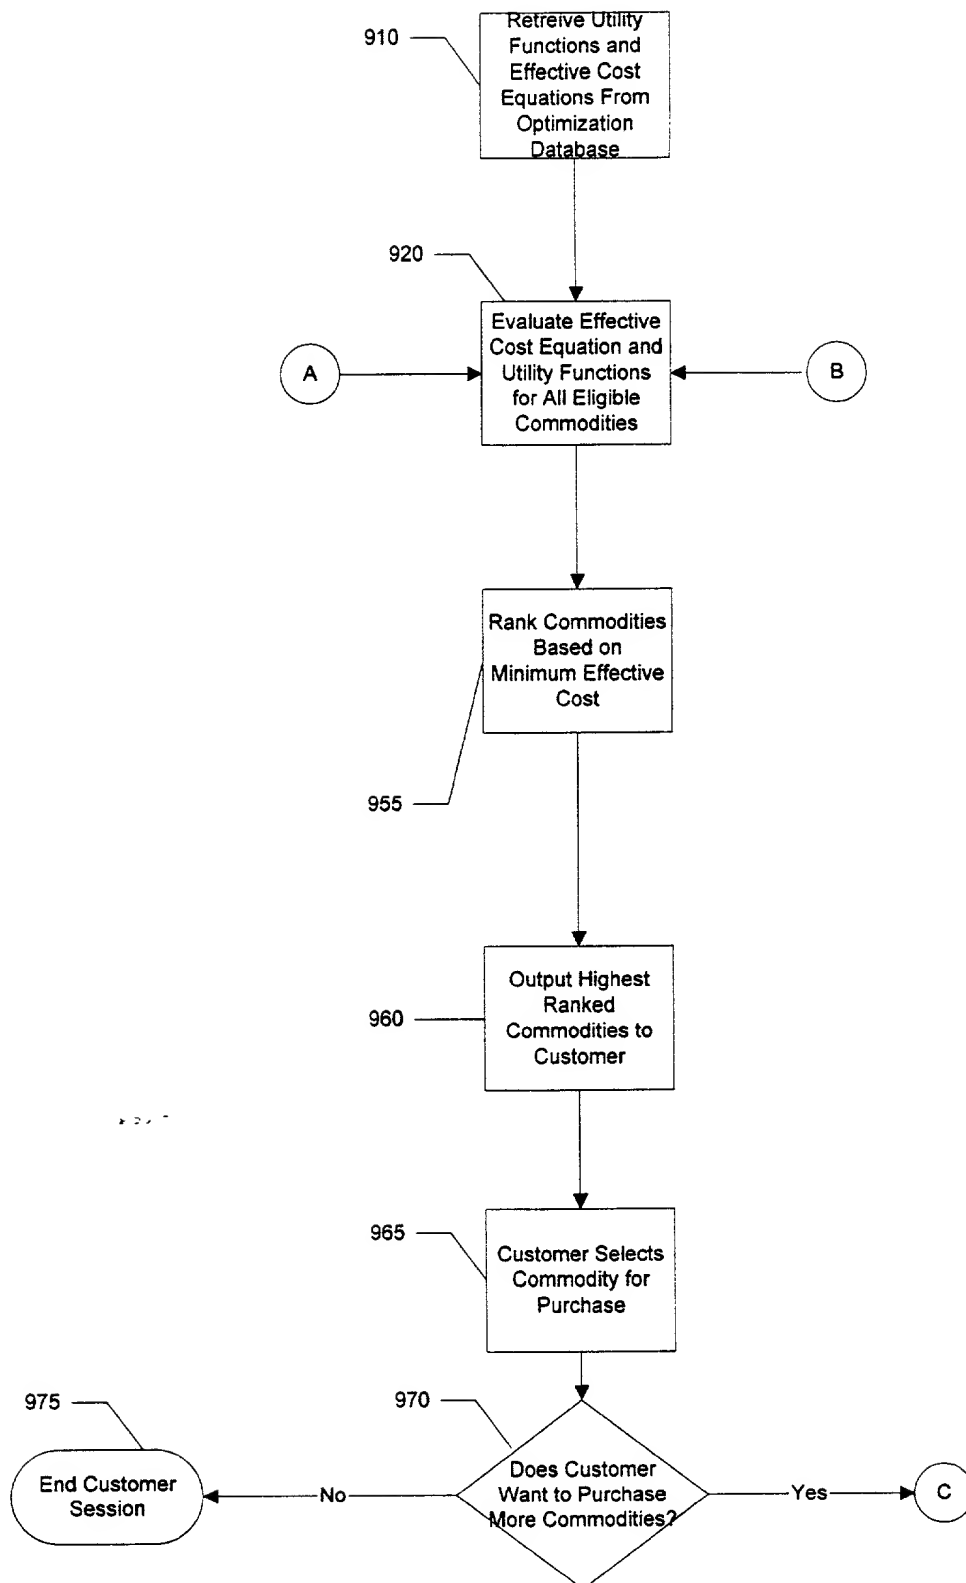 910
Retreive Utility
Functions and
Effective Cost
Equations From
Optimization
Database
920
Evaluate Effective
Cost Equation and
Utility Functions
for All Eligible
Commodities
A
B
Rank Commodities
Based on
Minimum Effective
Cost
955
Output Highest
Ranked
Commodities to
Customer
960
965
Customer Selects
Commodity for
Purchase
975
970
End Customer
Session
No
Does Customer
Want to Purchase
More Commodities?
Yes
C